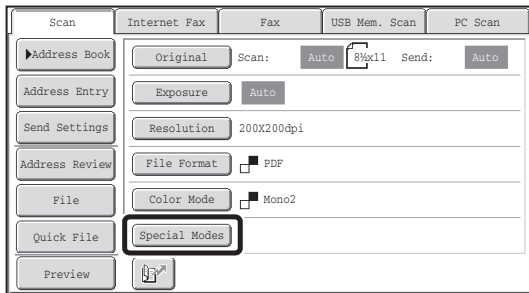 Scan Internet Fax Fax USB Mem. Scan PC Scan
Address Book
Address Entry
Send Settings
Address Review
File
Quick File
Preview
Original Scan: Auto 8½x11 Send: Auto
Exposure Auto
Resolution 200X200dpi
File Format PDF
Color Mode Mono2
Special Modes